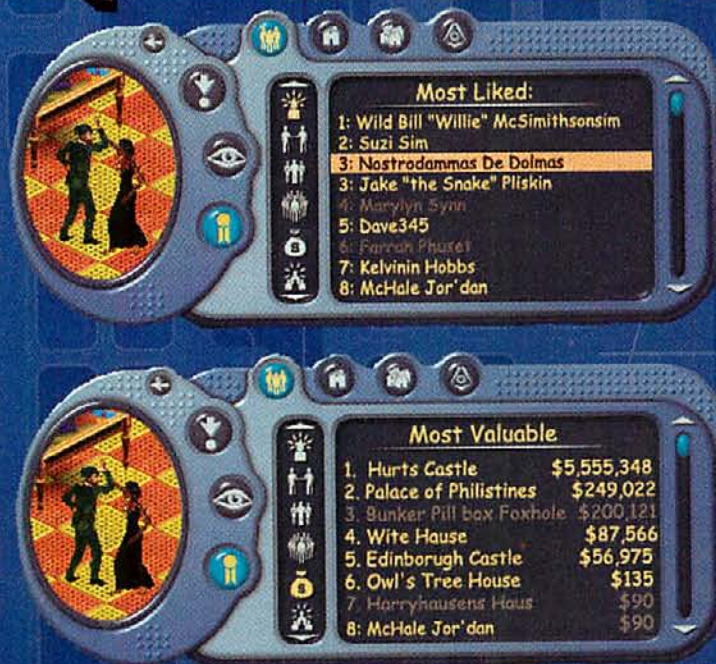 Most Liked:
1: Wild Bill "Willie" McSimithsonsim
2: Suzi Sim
3: Nostrodammas De Dolmas
3: Jake "the Snake" Pliskin
4: Marylyn Synn
5: Dave345
6: Farrah Phuset
7: Kelvinin Hobbs
8: McHale Jor'dan
Most Valuable
1. Hurts Castle $5,555,348
2. Palace of Philistines $249,022
3. Bunker Pill box Foxhole $200,121
4. Wite Hause $87,566
5. Edinborugh Castle $56,975
6. Owl's Tree House $135
7. Harryhausens Haus $90
8: McHale Jor'dan $90